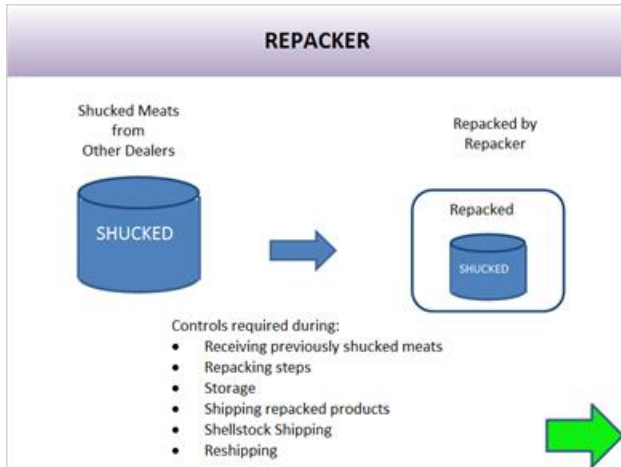 REPACKER
Shucked Meats
from
Other Dealers
SHUCKED
Repacked by
Repacker
Repacked
SHUCKED
Controls required during:
• Receiving previously shucked meats
• Repacking steps
• Storage
• Shipping repacked products
• Shellstock Shipping
• Reshipping